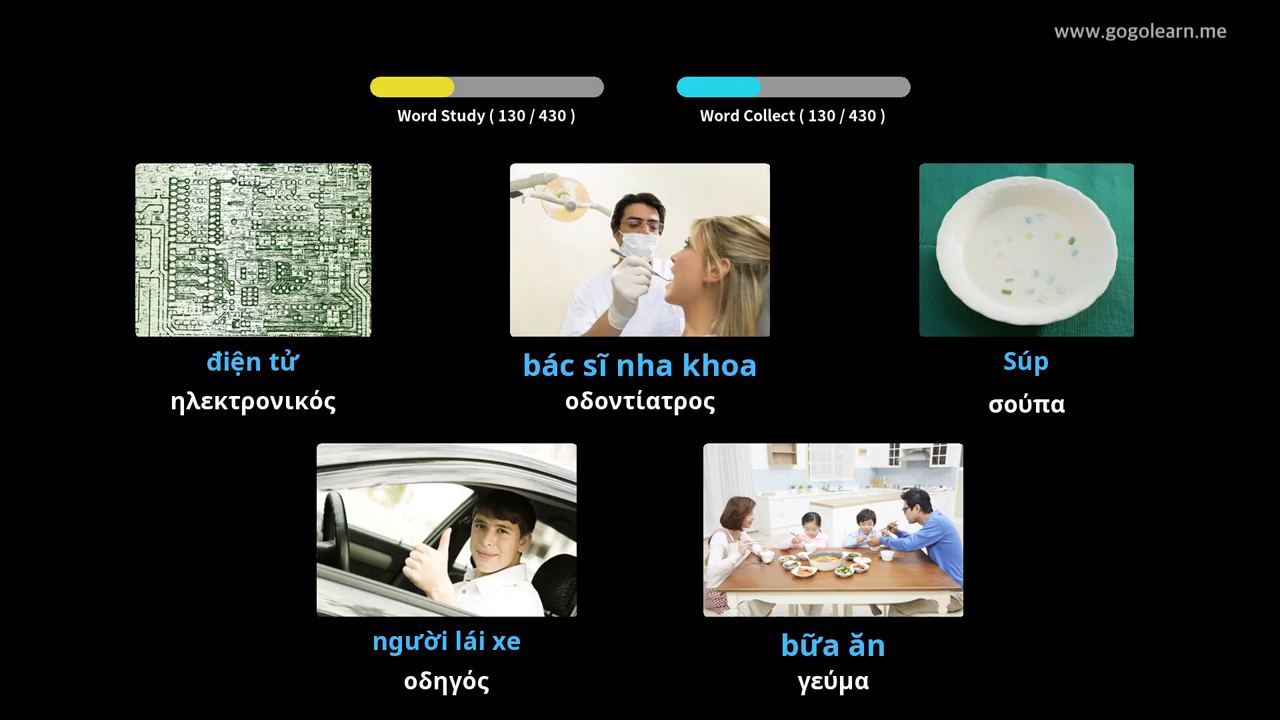 www.gogolearn.me
Word Study ( 130 / 430 )
Word Collect ( 130 / 430 )
điện tử
ηλεκτρονικός
bác sĩ nha khoa
οδοντίατρος
Súp
σούπα
người lái xe
οδηγός
bữa ăn
γεύμα